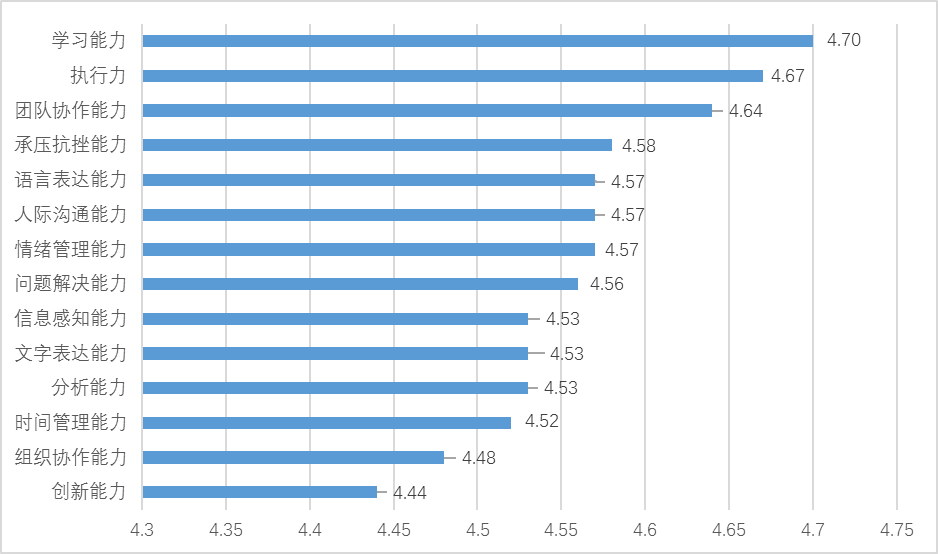 学习能力 4.70
执行力 4.67
团队协作能力 4.64
承压抗挫能力 4.58
语言表达能力 4.57
人际沟通能力 4.57
情绪管理能力 4.57
问题解决能力 4.56
信息感知能力 4.53
文字表达能力 4.53
分析能力 4.53
时间管理能力 4.52
组织协作能力 4.48
创新能力 4.44
4.3 4.35 4.4 4.45 4.5 4.55 4.6 4.65 4.7 4.75